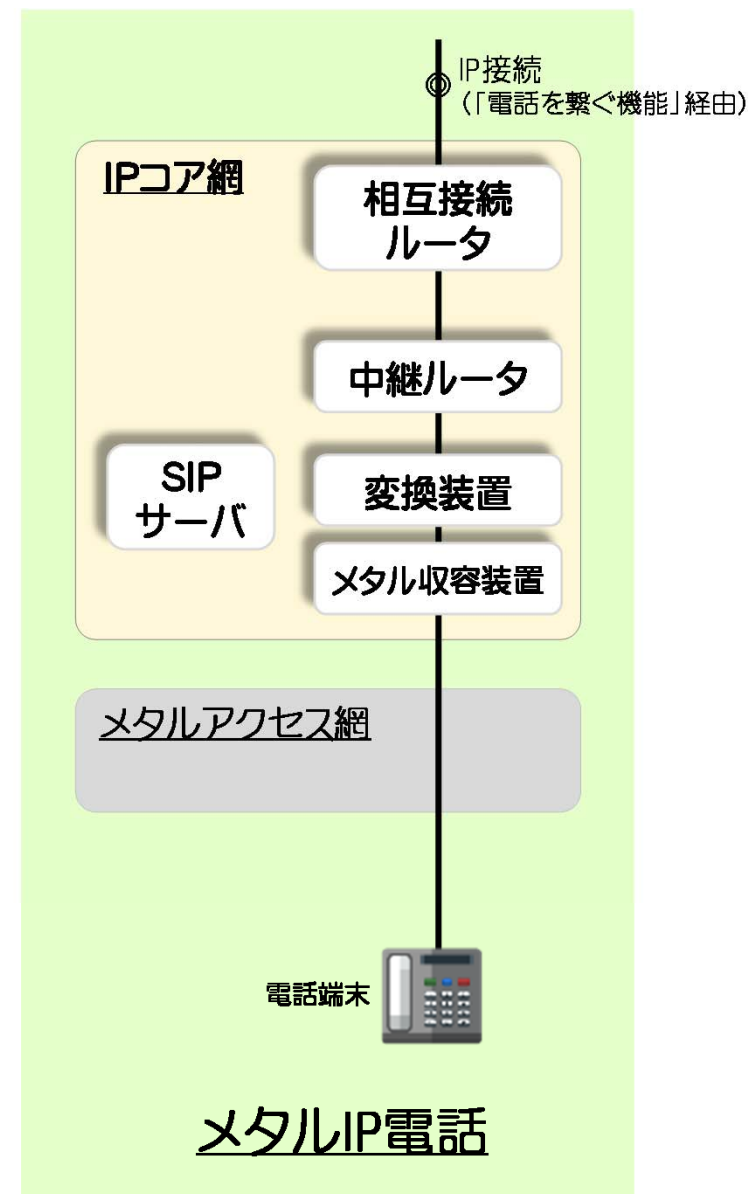 IP接続
(「電話を繋ぐ機能」経由)
IPコア網
相互接続
ルータ
中継ルータ
SIP
サーバ
変換装置
メタル収容装置
メタルアクセス網
電話端末
メタルIP電話